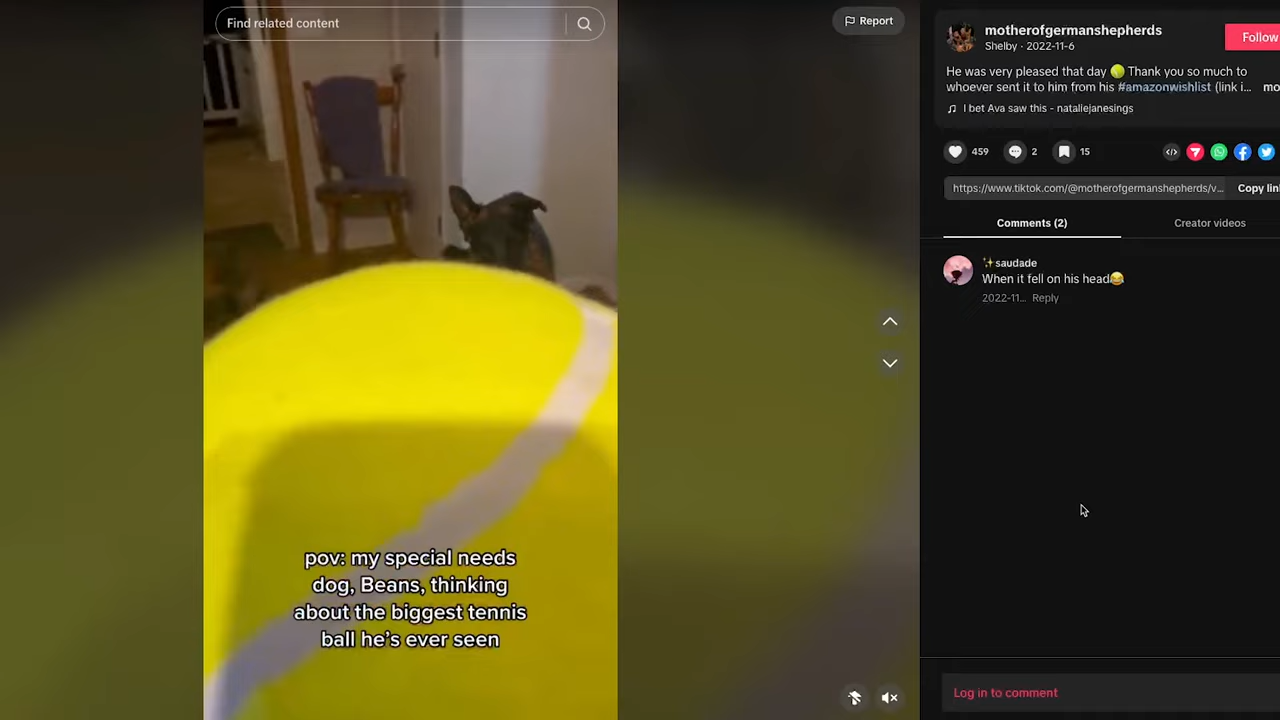 Find related content
Report
pov: my special needs
dog, Beans, thinking
about the biggest tennis
ball he's ever seen
motherofgermanshepherds
Shelby · 2022-11-6
Follow
He was very pleased that day 🎾 Thank you so much to
whoever sent it to him from his #amazonwishlist (link i... mo
I bet Ava saw this - nataliejanesings
459 2 15
https://www.tiktok.com/@motherofgermanshepherds/v... Copy lin
Comments (2) Creator videos
✨saudade
When it fell on his head😂
2022-11... Reply
Log in to comment